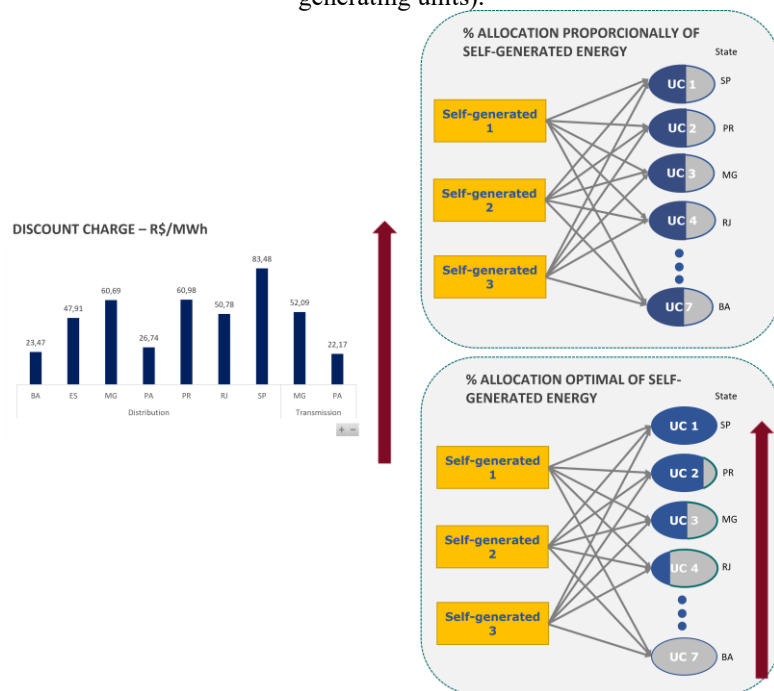 generating units).
% ALLOCATION PROPORTIONALLY OF
SELF-GENERATED ENERGY
State
UC 1
SP
Self-generated
1
UC 2
PR
UC 3
MG
Self-generated
2
UC 4
RJ
Self-generated
3
UC 7
BA
DISCOUNT CHARGE – R$/MWh
83,48
60,69
60,98
47,91
50,78
52,09
23,47
26,74
22,17
BA ES MG PA PR RJ SP MG PA
Distribution Transmission
+ −
% ALLOCATION OPTIMAL OF SELF-
GENERATED ENERGY
State
UC 1
SP
Self-generated
1
UC 2
PR
UC 3
MG
Self-generated
2
UC 4
RJ
Self-generated
3
UC 7
BA